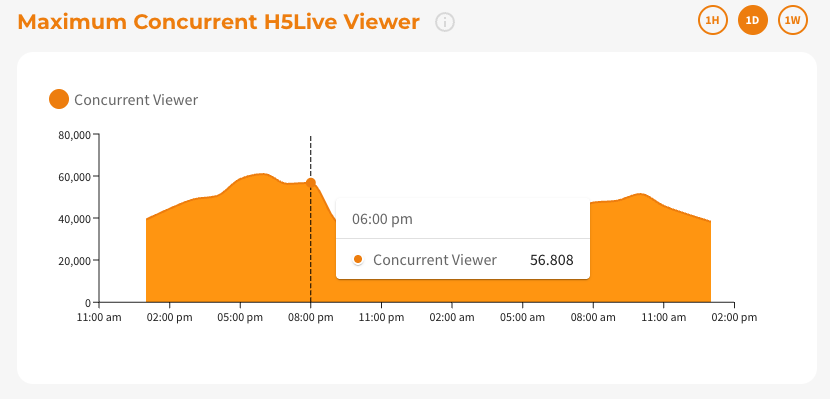 Maximum Concurrent H5Live Viewer
1H 1D 1W
Concurrent Viewer
80,000
60,000
40,000
20,000
0
06:00 pm
Concurrent Viewer 56.808
11:00 am 02:00 pm 05:00 pm 08:00 pm 11:00 pm 02:00 am 05:00 am 08:00 am 11:00 am 02:00 pm